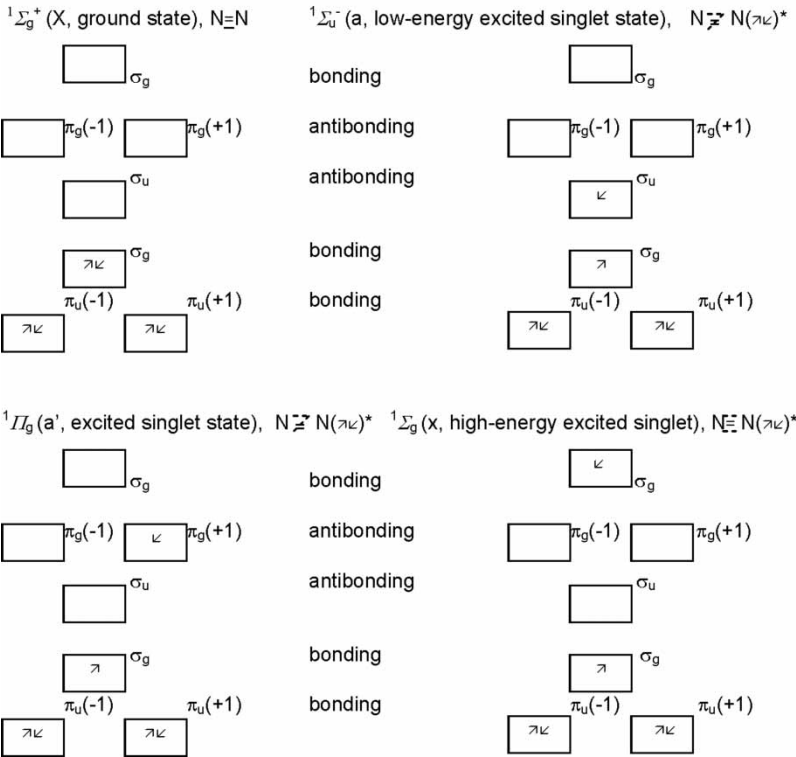 ¹Σg⁺ (X, ground state), N≡N ¹Σu⁻ (a, low-energy excited singlet state), N N(↗↙)*
σg bonding σg
πg(-1) πg(+1) antibonding πg(-1) πg(+1)
σu antibonding σu
↙
σg bonding σg
↗↙ ↗
πu(-1) πu(+1) bonding πu(-1) πu(+1)
↗↙ ↗↙ ↗↙ ↗↙
¹Πg (a', excited singlet state), N N(↗↙)* ¹Σg (x, high-energy excited singlet), N N(↗↙)*
↙
σg bonding σg
πg(-1) ↙ πg(+1) antibonding πg(-1) πg(+1)
σu antibonding σu
σg bonding σg
↗ ↗
πu(-1) πu(+1) bonding πu(-1) πu(+1)
↗↙ ↗↙ ↗↙ ↗↙